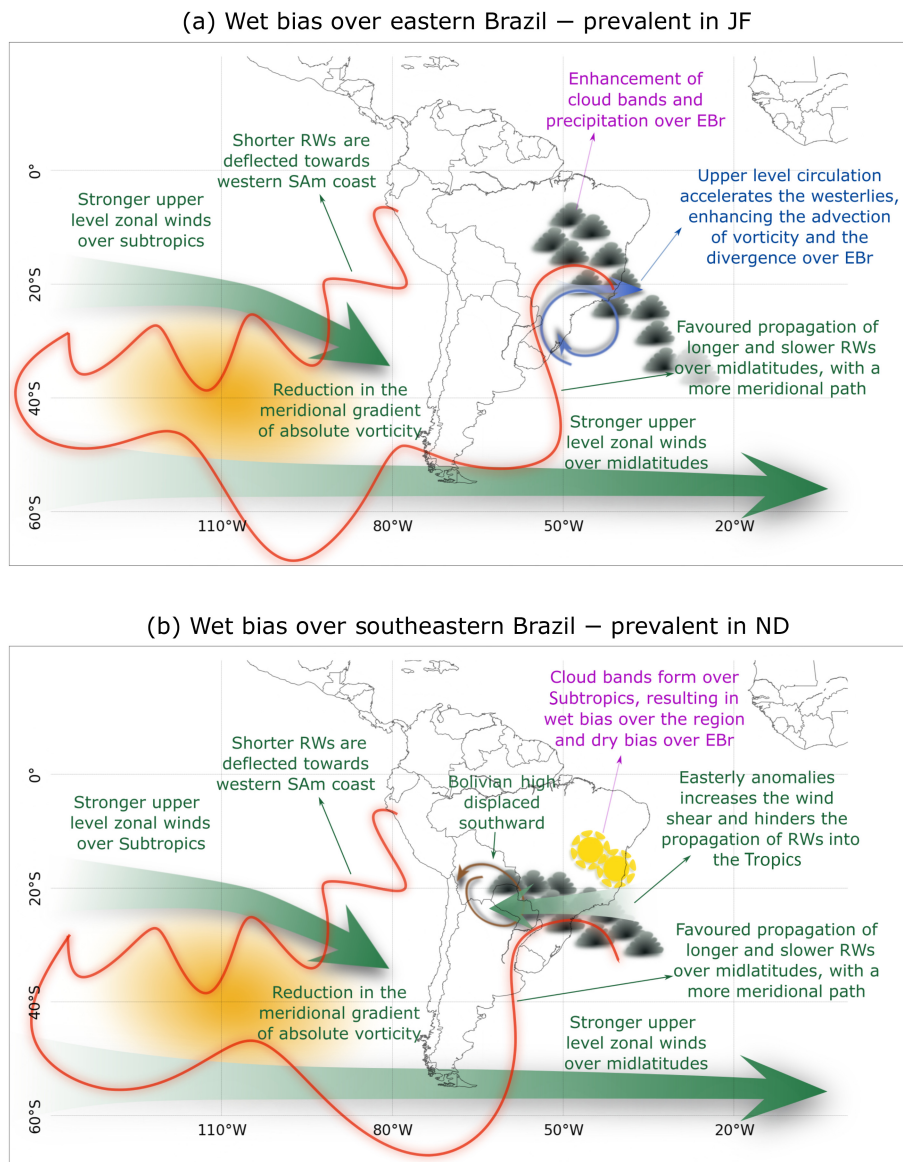 (a) Wet bias over eastern Brazil − prevalent in JF
Enhancement of
cloud bands and
precipitation over EBr
Shorter RWs are
deflected towards
western SAm coast
Stronger upper
level zonal winds
over subtropics
Upper level circulation
accelerates the westerlies,
enhancing the advection
of vorticity and the
divergence over EBr
Favoured propagation of
longer and slower RWs
over midlatitudes, with a
more meridional path
Reduction in the
meridional gradient
of absolute vorticity
Stronger upper
level zonal winds
over midlatitudes
0°
20°S
40°S
60°S
110°W
80°W
50°W
20°W
(b) Wet bias over southeastern Brazil − prevalent in ND
Cloud bands form over
Subtropics, resulting in
wet bias over the region
and dry bias over EBr
Shorter RWs are
deflected towards
western SAm coast
Bolivian high
displaced
southward
Stronger upper
level zonal winds
over Subtropics
Easterly anomalies
increases the wind
shear and hinders the
propagation of RWs into
the Tropics
Favoured propagation of
longer and slower RWs
over midlatitudes, with a
more meridional path
Reduction in the
meridional gradient
of absolute vorticity
Stronger upper
level zonal winds
over midlatitudes
0°
20°S
40°S
60°S
110°W
80°W
50°W
20°W